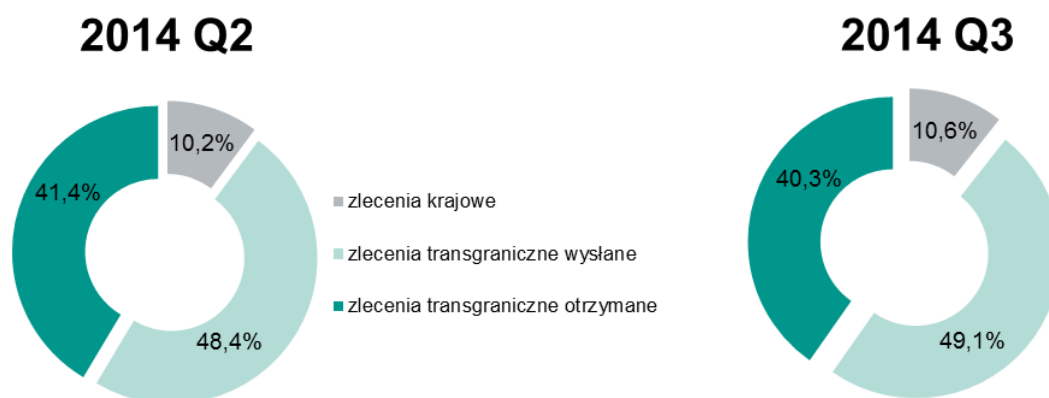 2014 Q2
10,2%
41,4%
48,4%
zlecenia krajowe
zlecenia transgraniczne wysłane
zlecenia transgraniczne otrzymane
2014 Q3
10,6%
40,3%
49,1%